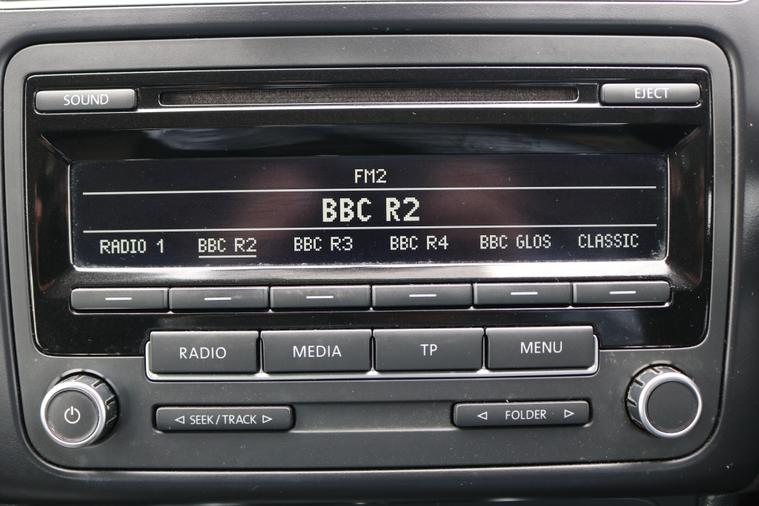 SOUND EJECT
FM2
BBC R2
RADIO 1 BBC R2 BBC R3 BBC R4 BBC GLOS CLASSIC
RADIO MEDIA TP MENU
SEEK/TRACK FOLDER